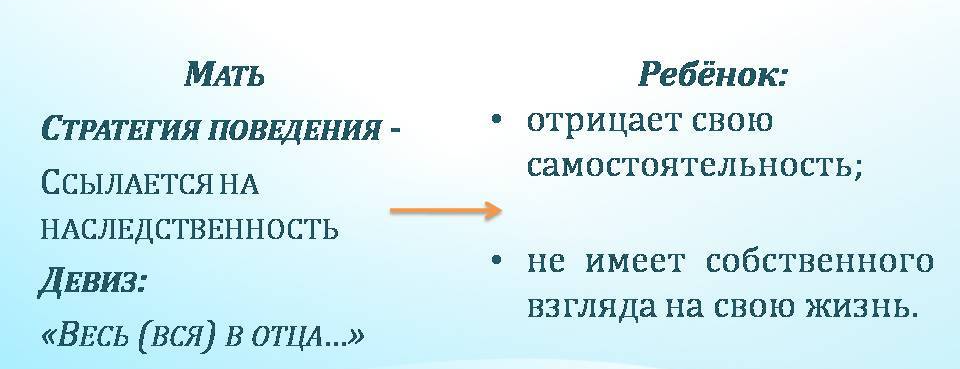 Мать
Стратегия поведения -
Ссылается на
наследственность
Девиз:
«Весь (вся) в отца...»
Ребёнок:
• отрицает свою
самостоятельность;
• не имеет собственного
взгляда на свою жизнь.